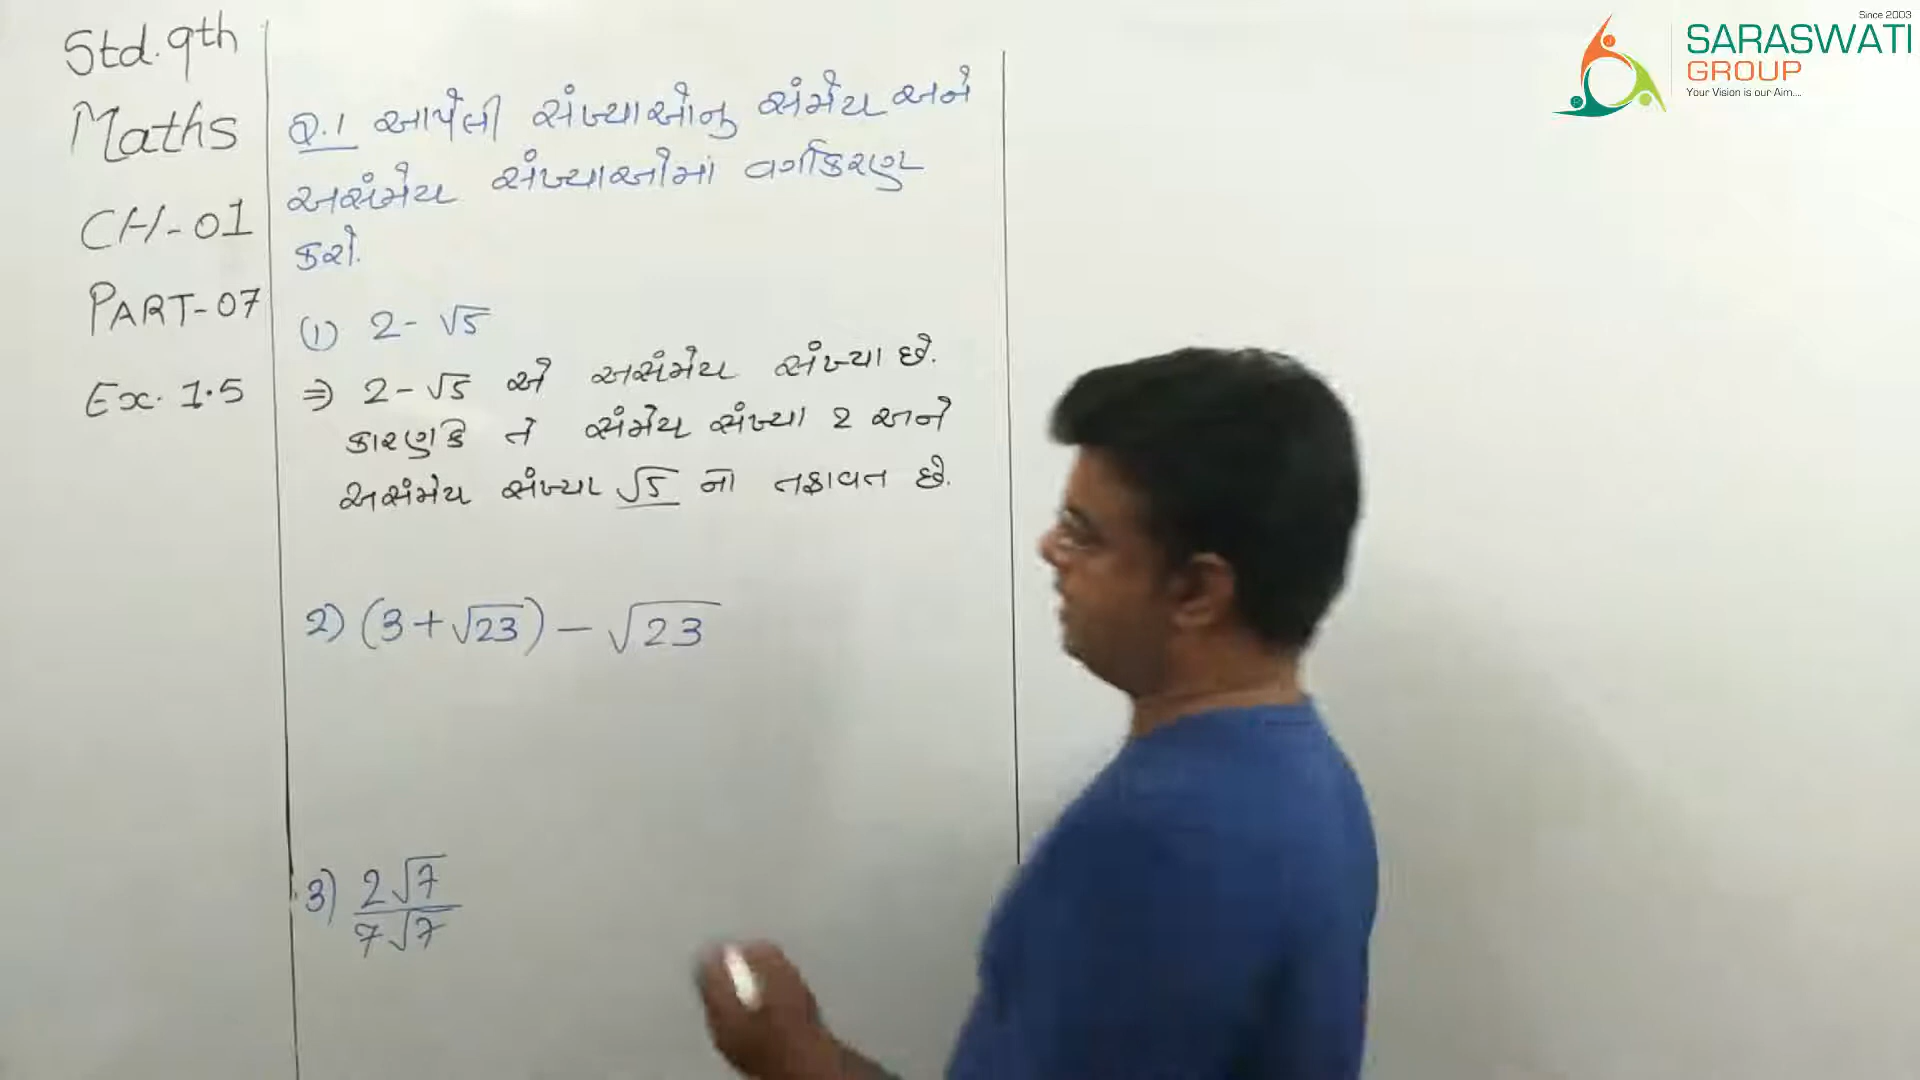 Std. 9th
Maths
CH-01
PART-07
Ex. 1.5
Q.1 આપેલી સંખ્યાઓનુ સંમેય અને
અસંમેય સંખ્યાઓમાં વર્ગીકરણ
કરો.
(1) 2 - √5
⇒ 2 - √5 એ અસંમેય સંખ્યા છે.
કારણકે તે સંમેય સંખ્યા 2 અને
અસંમેય સંખ્યા √5 નો તફાવત છે.
2) (3 + √23) - √23
3) 2√7
7√7
Since 2003
SARASWATI
GROUP
Your Vision is our Aim....